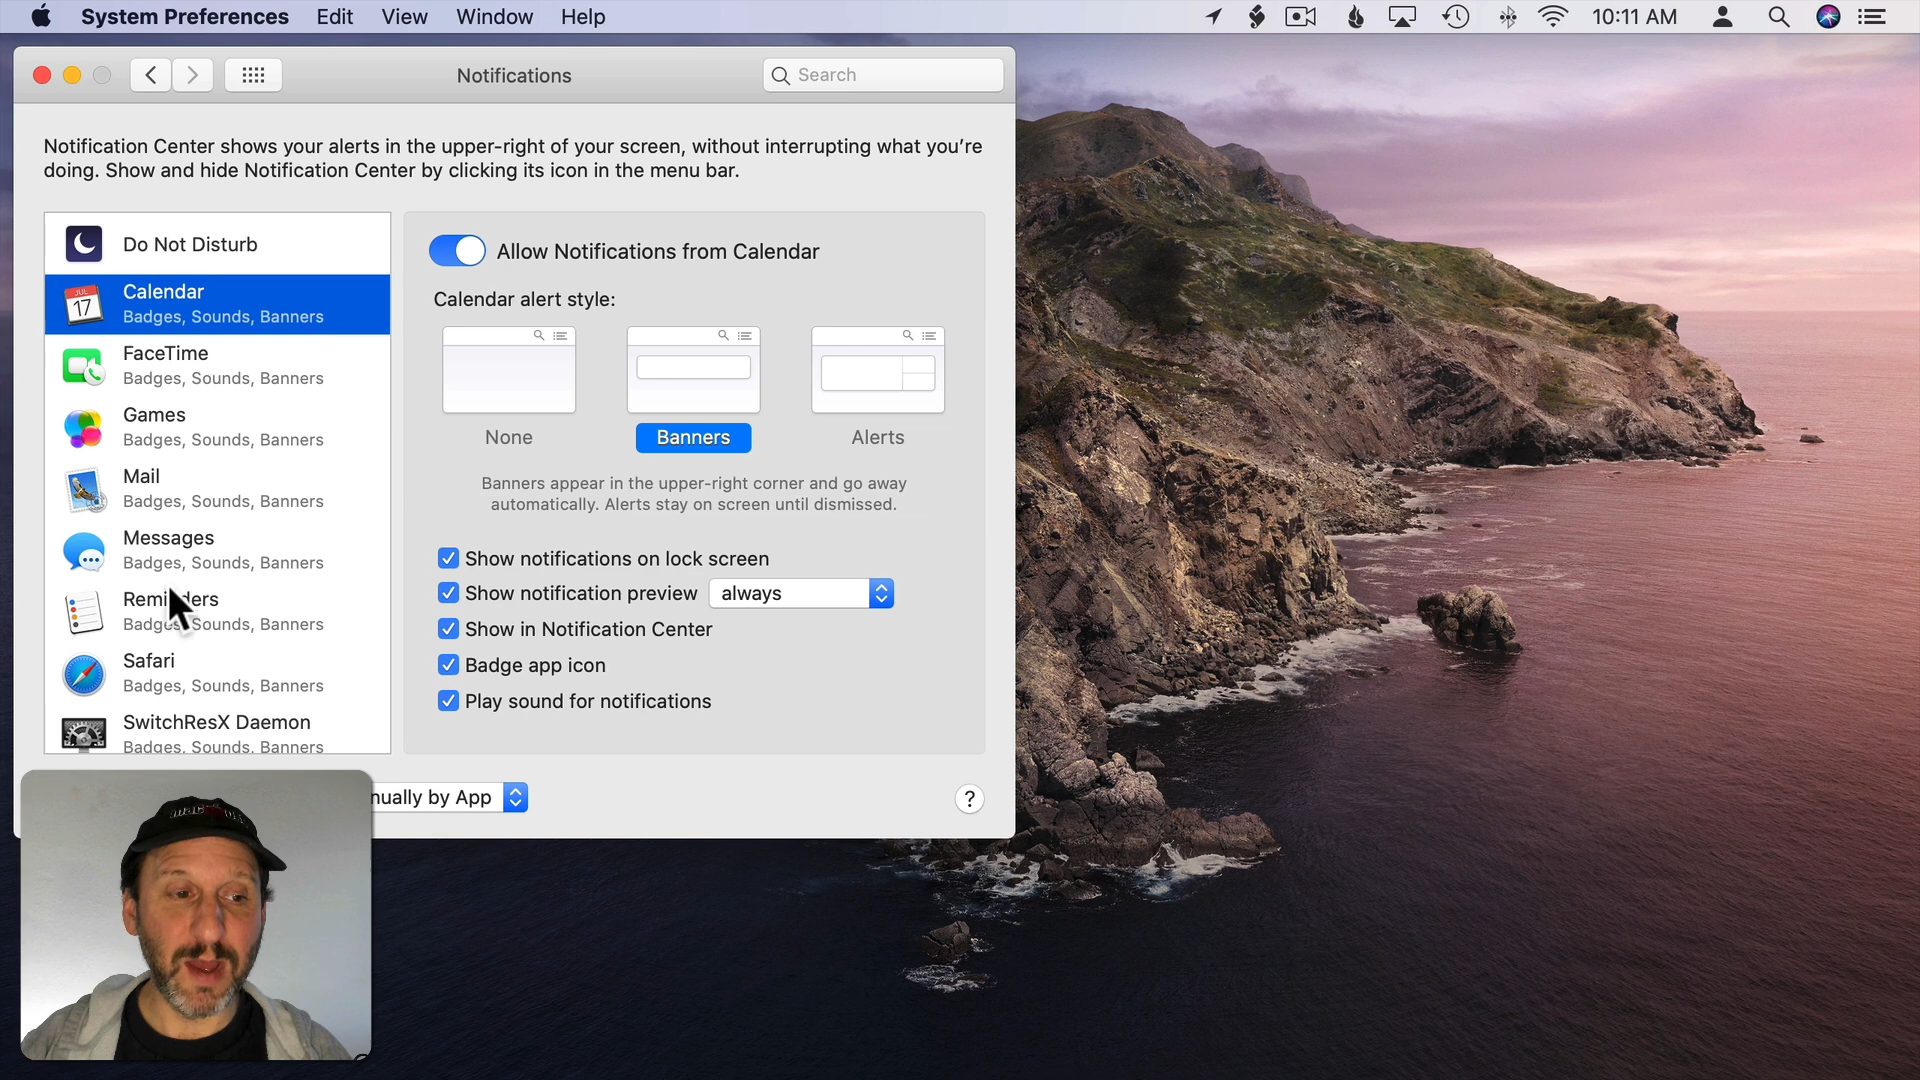 System Preferences Edit View Window Help 10:11 AM
Notifications
Search
Notification Center shows your alerts in the upper-right of your screen, without interrupting what you're
doing. Show and hide Notification Center by clicking its icon in the menu bar.
Do Not Disturb
JUL
17
Calendar
Badges, Sounds, Banners
FaceTime
Badges, Sounds, Banners
Games
Badges, Sounds, Banners
Mail
Badges, Sounds, Banners
Messages
Badges, Sounds, Banners
Reminders
Badges, Sounds, Banners
Safari
Badges, Sounds, Banners
SwitchResX Daemon
Badges, Sounds, Banners
Allow Notifications from Calendar
Calendar alert style:
None
Banners
Alerts
Banners appear in the upper-right corner and go away
automatically. Alerts stay on screen until dismissed.
Show notifications on lock screen
Show notification preview always
Show in Notification Center
Badge app icon
Play sound for notifications
nually by App
?